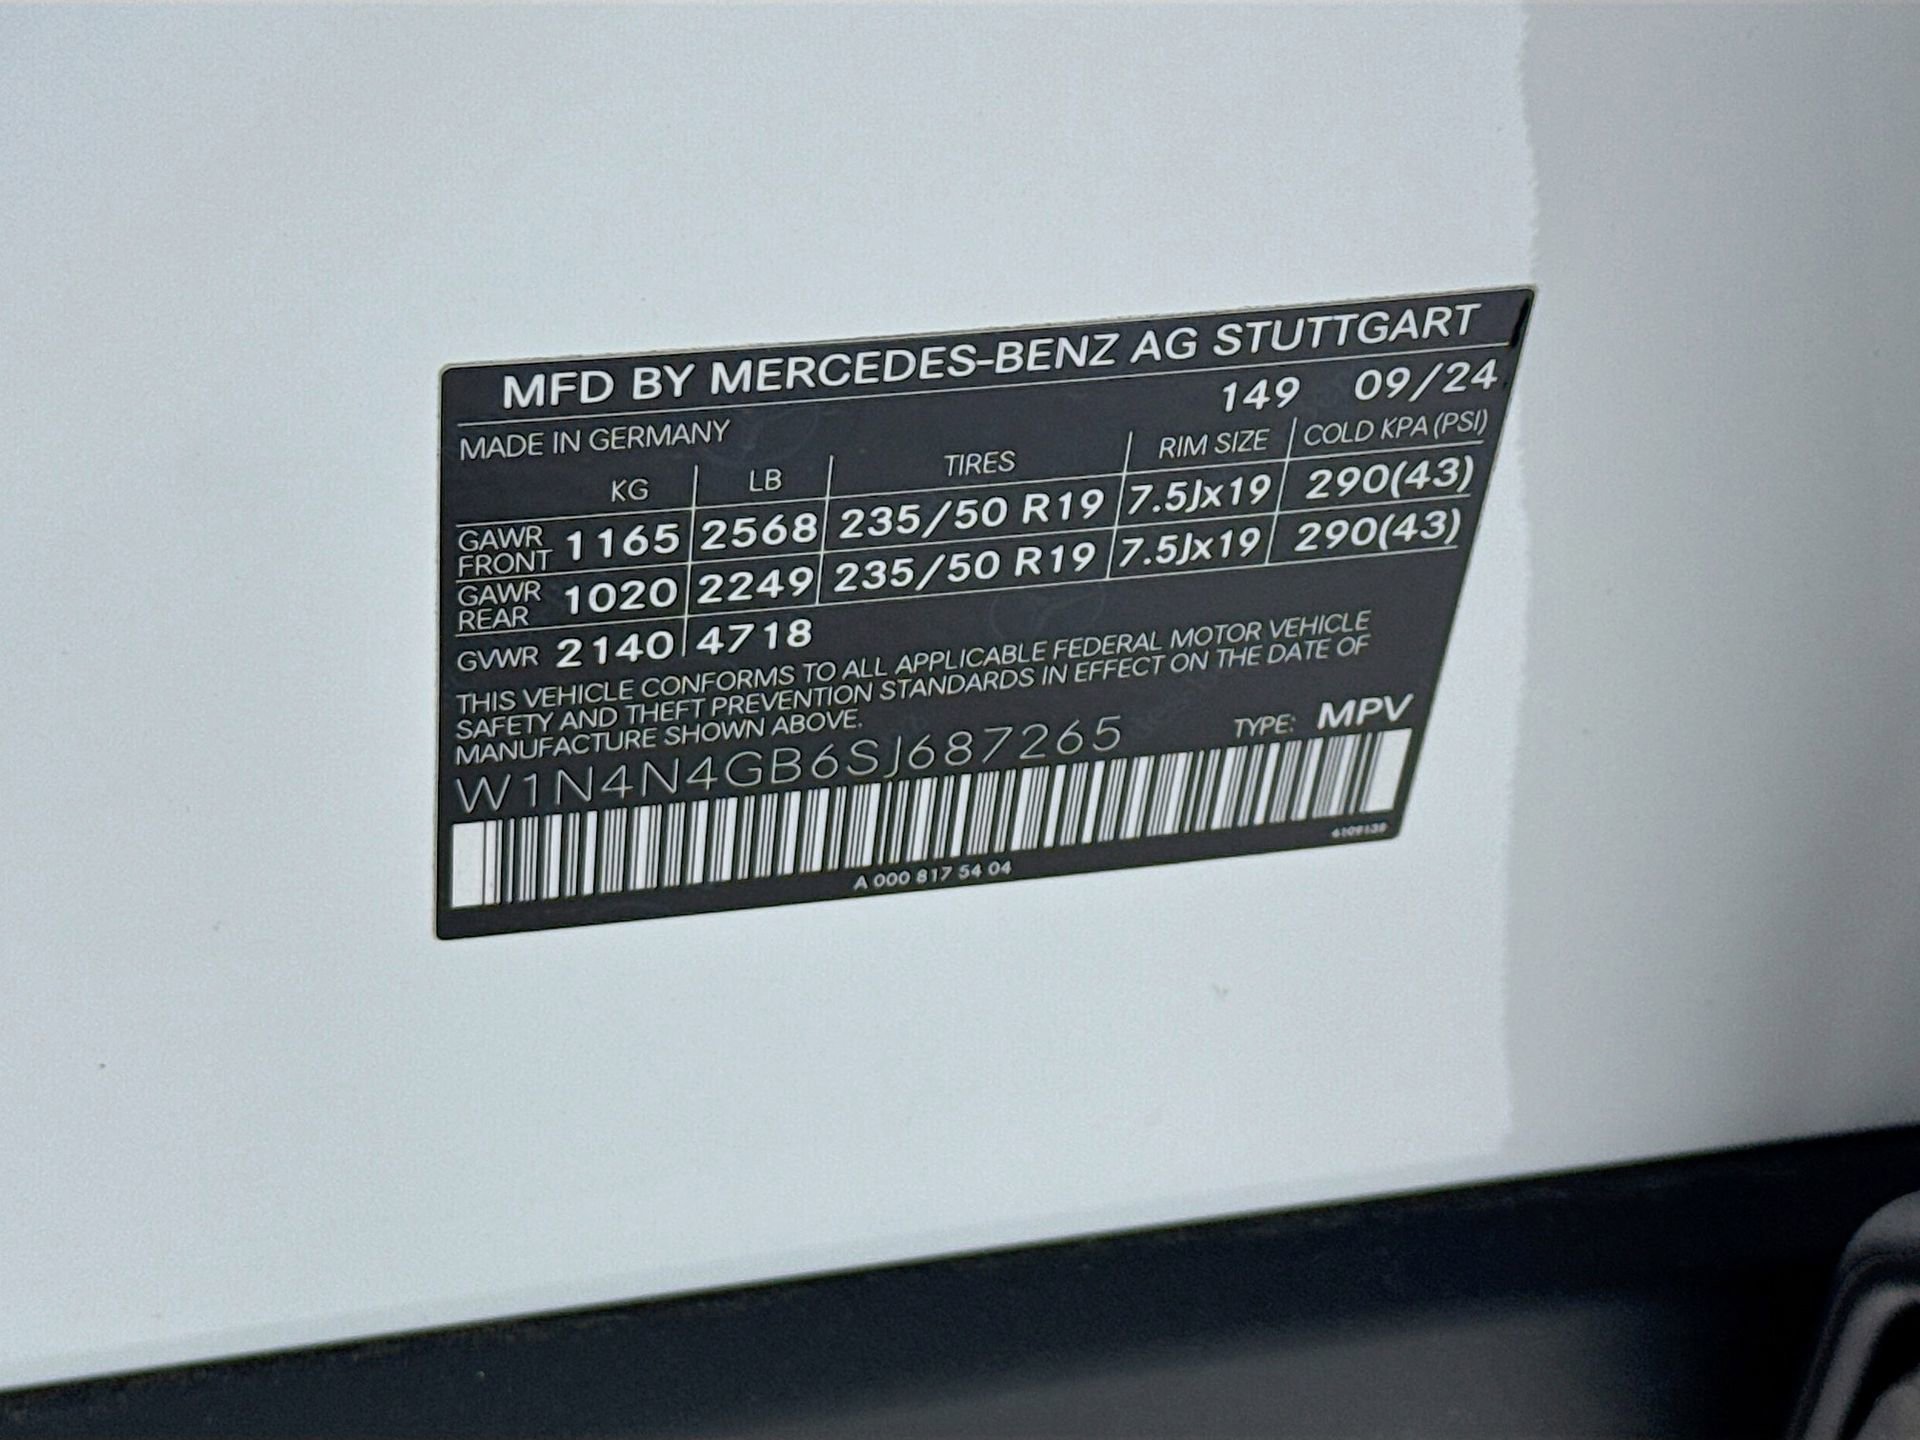 MFD BY MERCEDES-BENZ AG STUTTGART
149 09/24
MADE IN GERMANY
KG LB TIRES RIM SIZE COLD KPA (PSI)
GAWR FRONT 1165 2568 235/50 R19 7.5Jx19 290(43)
GAWR REAR 1020 2249 235/50 R19 7.5Jx19 290(43)
GVWR 2140 4718
THIS VEHICLE CONFORMS TO ALL APPLICABLE FEDERAL MOTOR VEHICLE
SAFETY AND THEFT PREVENTION STANDARDS IN EFFECT ON THE DATE OF
MANUFACTURE SHOWN ABOVE.
W1N4N4GB6SJ687265 TYPE: MPV
A 000 817 54 04